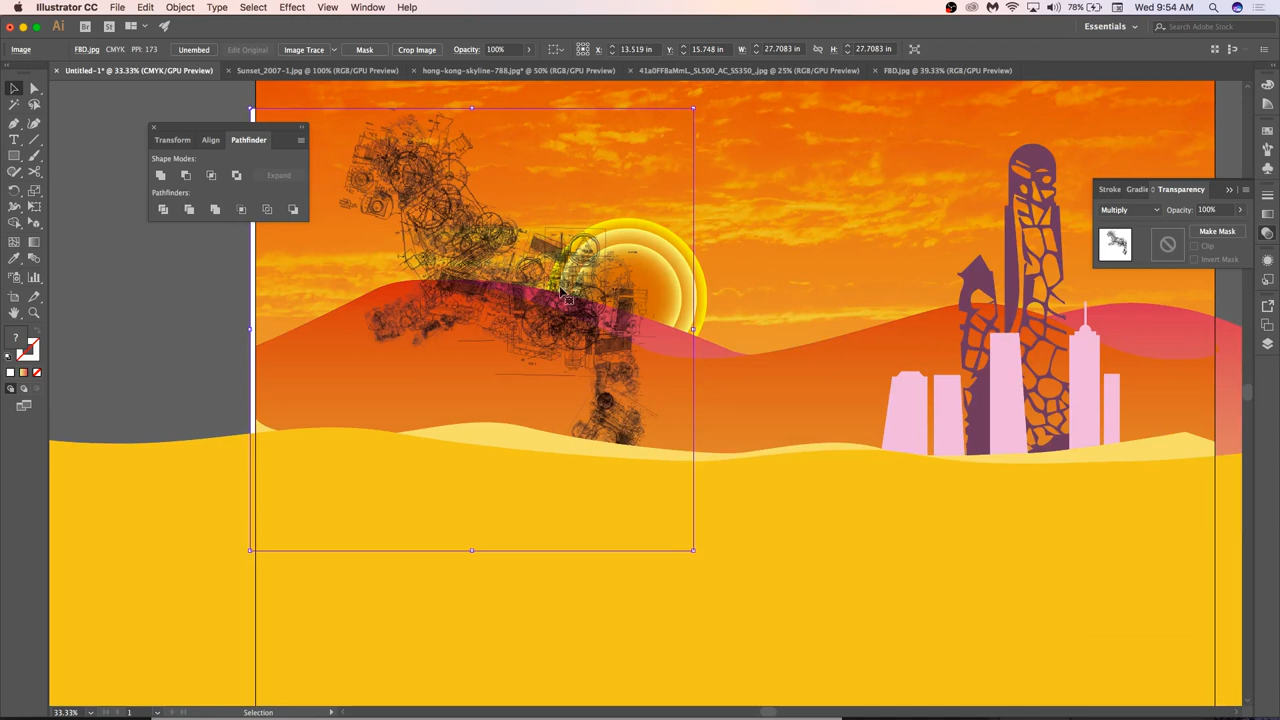 Illustrator CC File Edit Object Type Select Effect View Window Help 78% Wed 9:54 AM
Ai Br St Essentials Search Adobe Stock
Image FBD.jpg CMYK PPI: 173 Unembed Edit Original Image Trace Mask Crop Image Opacity: 100% X: 13.519 in Y: 15.748 in W: 27.7083 in H: 27.7083 in
× Untitled-1* @ 33.33% (CMYK/GPU Preview) × Sunset_2007-1.jpg @ 100% (RGB/GPU Preview) × hong-kong-skyline-788.jpg* @ 50% (RGB/GPU Preview) × 41a0FF8aMmL._SL500_AC_SS350_.jpg @ 25% (RGB/GPU Preview) × FBD.jpg @ 39.33% (RGB/GPU Preview)
Transform Align Pathfinder
Shape Modes:
Expand
Pathfinders:
Stroke Gradie Transparency
Multiply Opacity: 100%
Make Mask
Clip
Invert Mask
?
33.33% 1 Selection